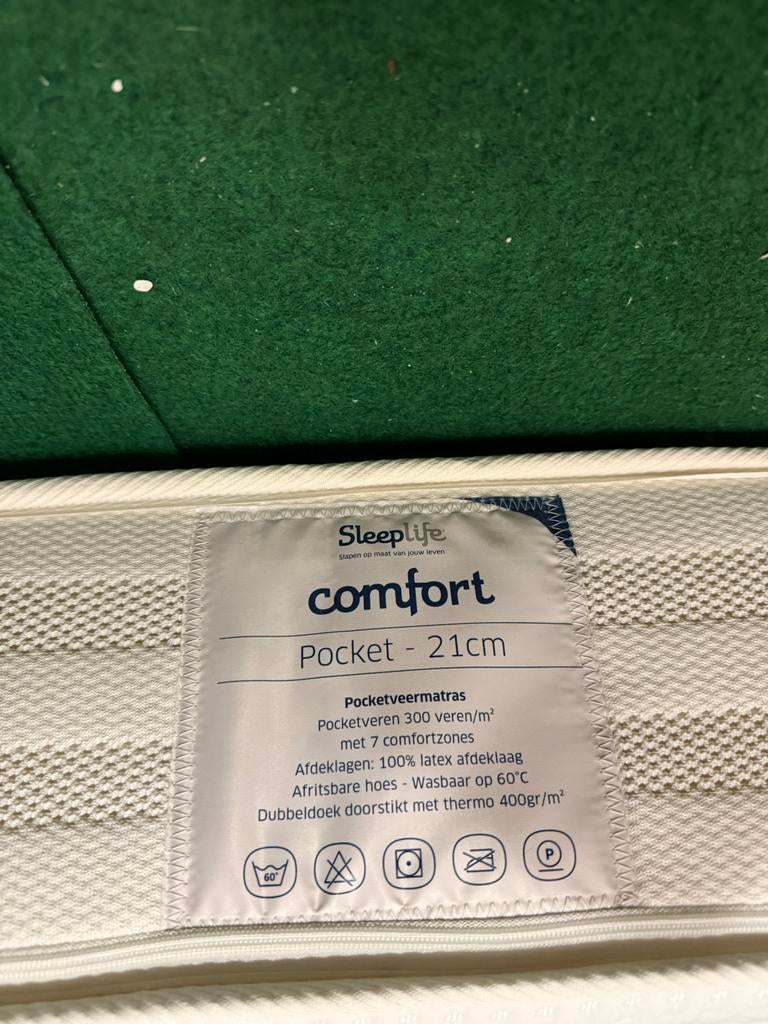 Sleeplife
Slapen op maat van jouw leven
comfort
Pocket - 21cm
Pocketveermatras
Pocketveren 300 veren/m²
met 7 comfortzones
Afdeklagen: 100% latex afdeklaag
Afritsbare hoes - Wasbaar op 60°C
Dubbeldoek doorstikt met thermo 400gr/m²
60° P